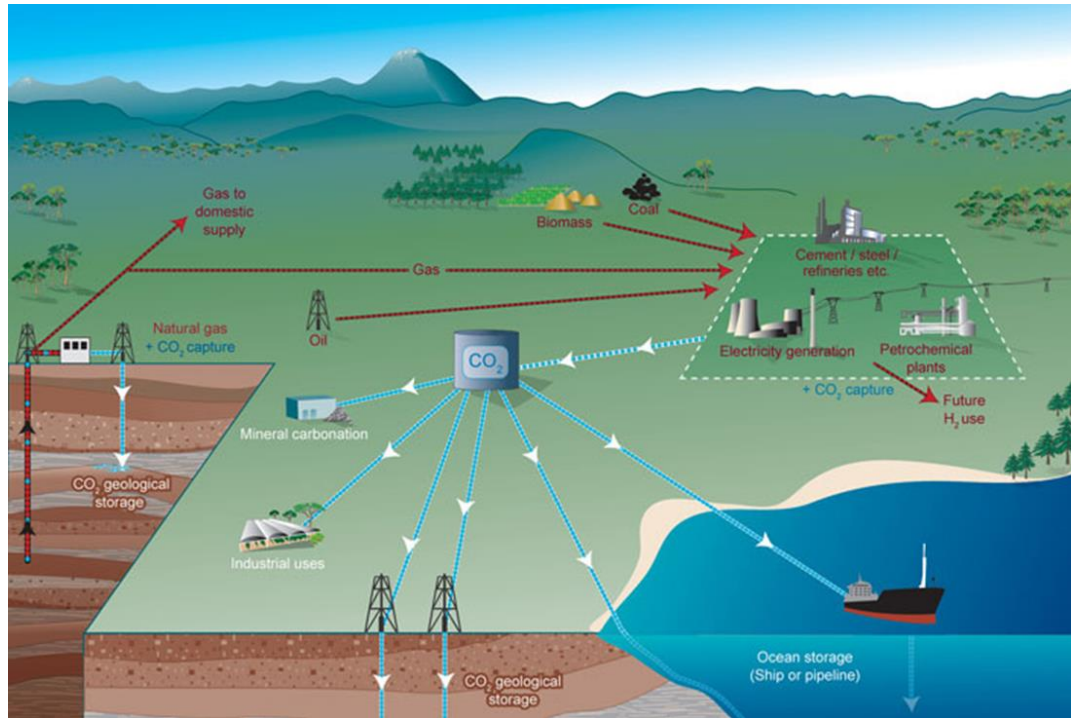 Gas to
domestic
supply
Coal
Biomass
Cement / steel /
refineries etc.
Gas
Natural gas
+ CO₂ capture
Oil
Electricity generation
Petrochemical
plants
CO₂
+ CO₂ capture
Future
H₂ use
Mineral carbonation
CO₂ geological
storage
Industrial uses
Ocean storage
(Ship or pipeline)
CO₂ geological
storage